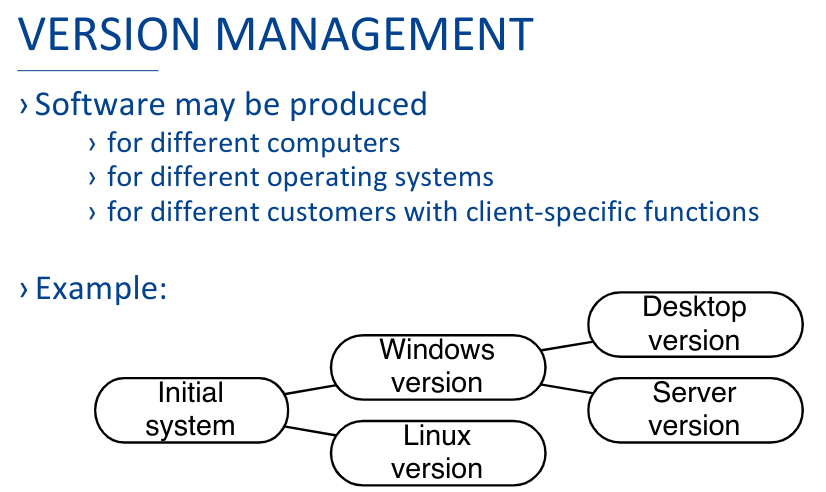 VERSION MANAGEMENT
› Software may be produced
› for different computers
› for different operating systems
› for different customers with client-specific functions
› Example:
Desktop
version
Windows
version
Initial
system
Server
version
Linux
version